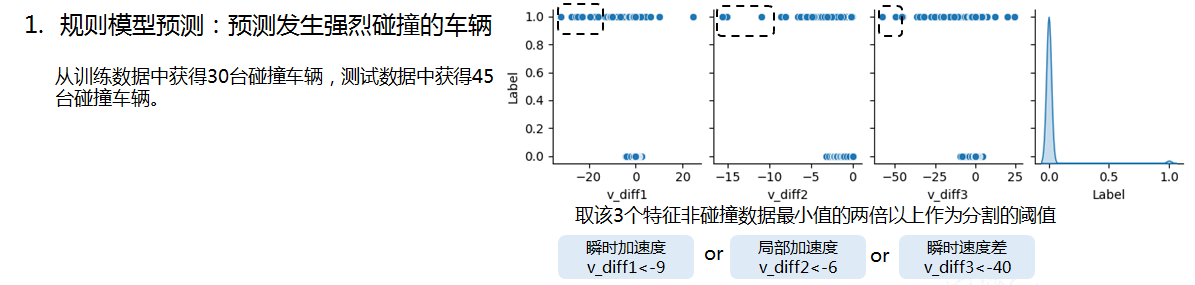 1. 规则模型预测：预测发生强烈碰撞的车辆
从训练数据中获得30台碰撞车辆，测试数据中获得45
台碰撞车辆。
Label
1.0
0.8
0.6
0.4
0.2
0.0
−20 0 20
v_diff1
−15 −10 −5 0
v_diff2
−50 −25 0 25
v_diff3
0.0 0.5 1.0
Label
取该3个特征非碰撞数据最小值的两倍以上作为分割的阈值
瞬时加速度
v_diff1<-9
or
局部加速度
v_diff2<-6
or
瞬时速度差
v_diff3<-40